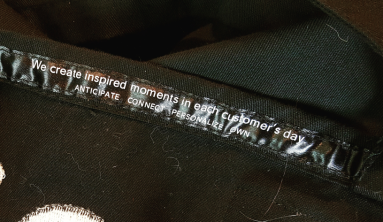 We create inspired moments in each customer's day.
ANTICIPATE CONNECT PERSONALIZE OWN